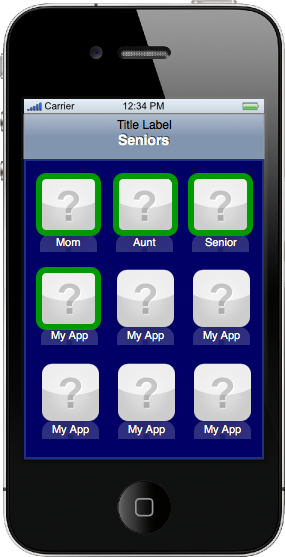 Carrier 12:34 PM
Title Label
Seniors
? ? ?
Mom Aunt Senior
? ? ?
My App My App My App
? ? ?
My App My App My App